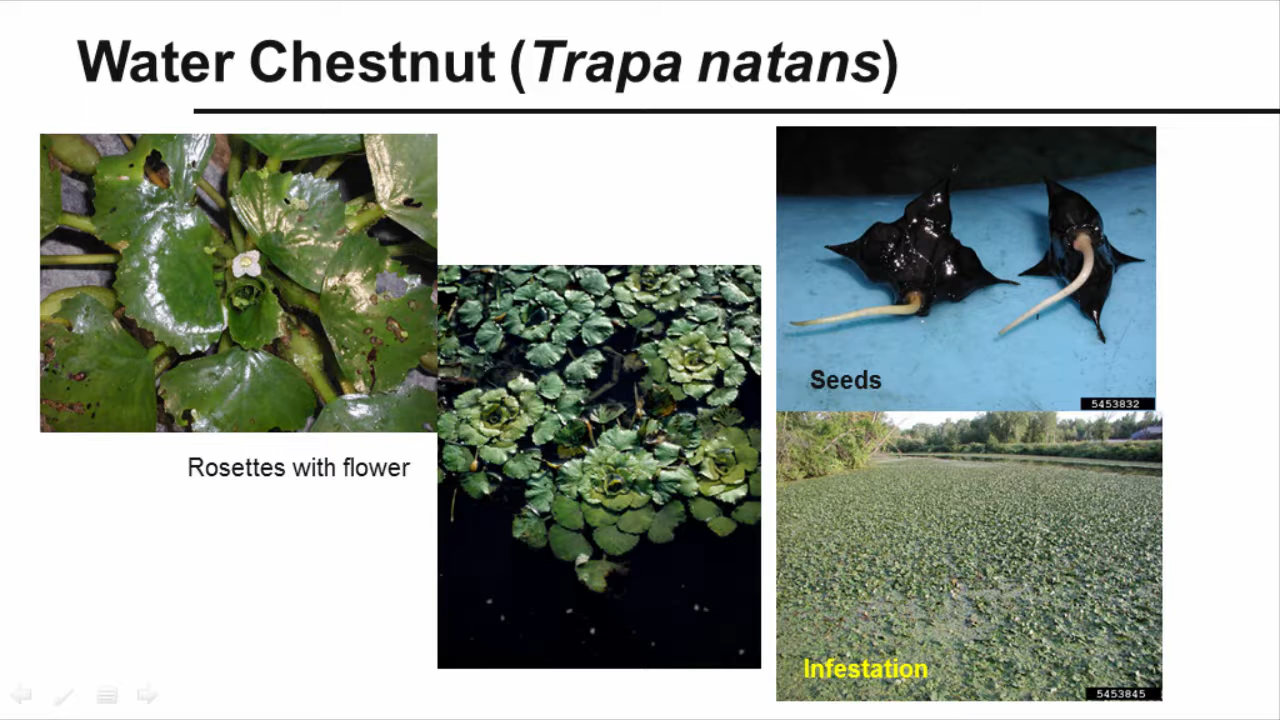 Water Chestnut (Trapa natans)
Rosettes with flower
Seeds
5453832
Infestation
5453845